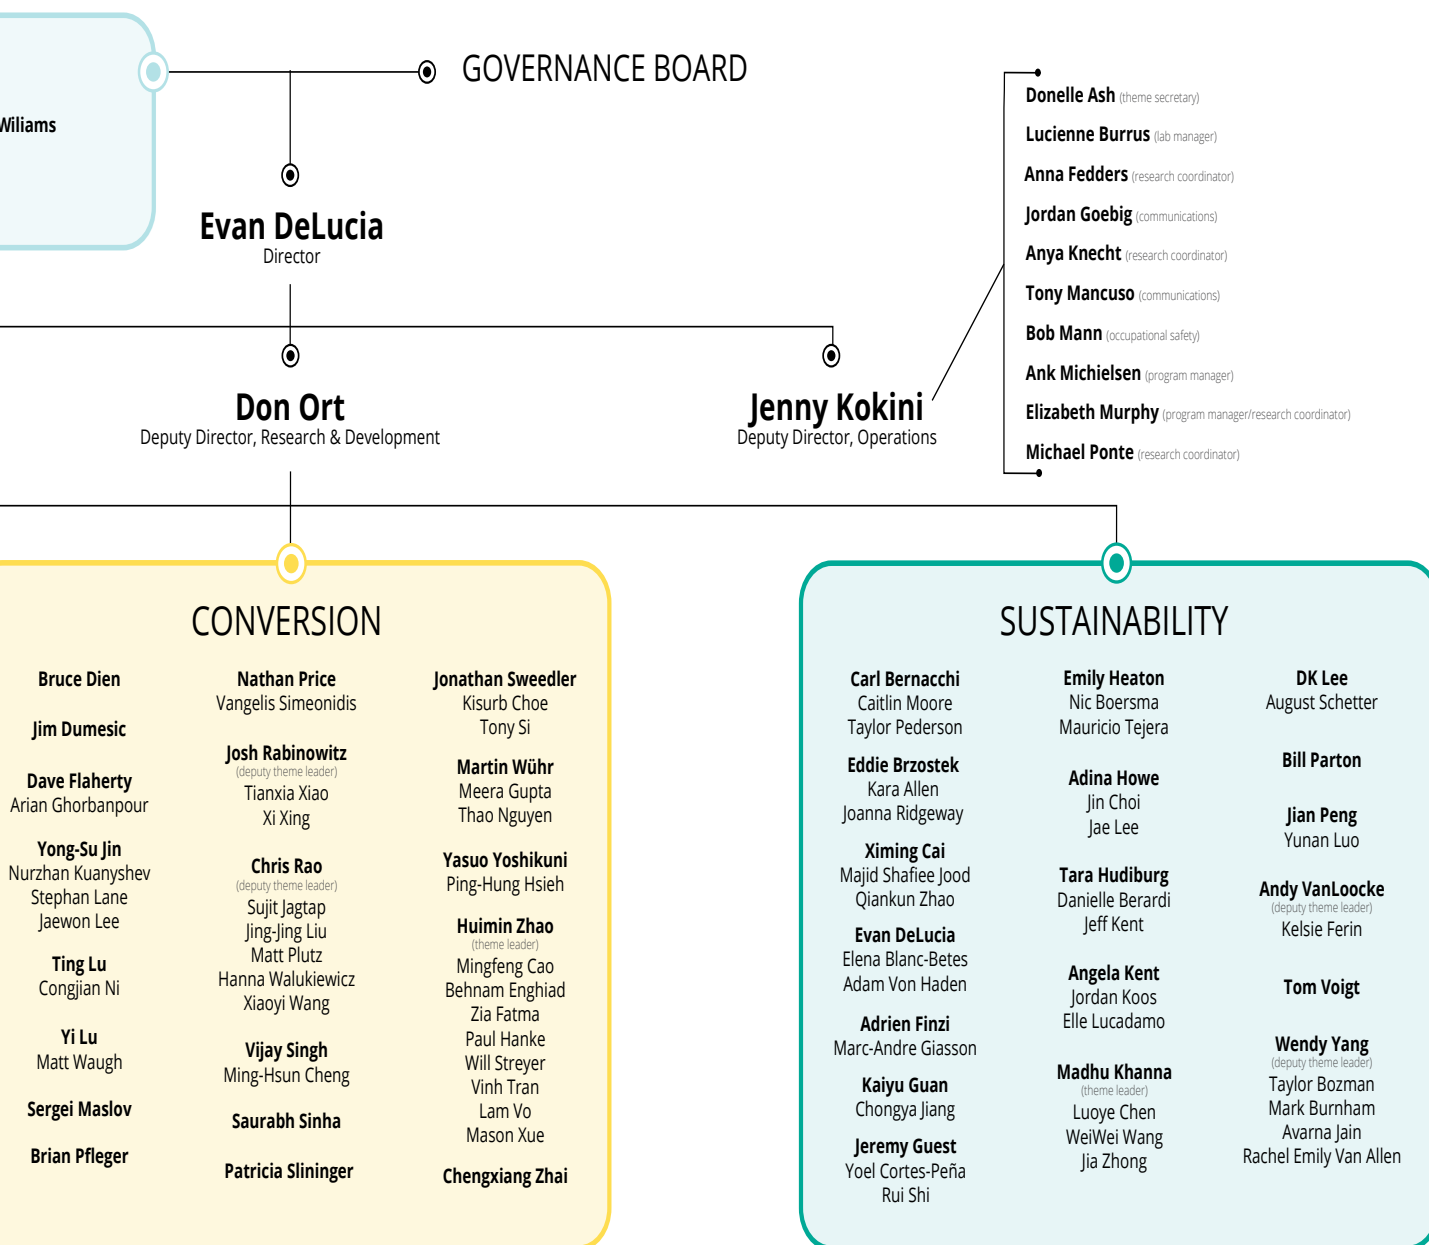 Wiliams
GOVERNANCE BOARD
Evan DeLucia
Director
Don Ort
Deputy Director, Research & Development
Jenny Kokini
Deputy Director, Operations
Donelle Ash (theme secretary)
Lucienne Burrus (lab manager)
Anna Fedders (research coordinator)
Jordan Goebig (communications)
Anya Knecht (research coordinator)
Tony Mancuso (communications)
Bob Mann (occupational safety)
Ank Michielsen (program manager)
Elizabeth Murphy (program manager/research coordinator)
Michael Ponte (research coordinator)
CONVERSION
Bruce Dien
Jim Dumesic
Dave Flaherty
Arian Ghorbanpour
Yong-Su Jin
Nurzhan Kuanyshev
Stephan Lane
Jaewon Lee
Ting Lu
Congjian Ni
Yi Lu
Matt Waugh
Sergei Maslov
Brian Pfleger
Nathan Price
Vangelis Simeonidis
Josh Rabinowitz
(deputy theme leader)
Tianxia Xiao
Xi Xing
Chris Rao
(deputy theme leader)
Sujit Jagtap
Jing-Jing Liu
Matt Plutz
Hanna Walukiewicz
Xiaoyi Wang
Vijay Singh
Ming-Hsun Cheng
Saurabh Sinha
Patricia Slininger
Jonathan Sweedler
Kisurb Choe
Tony Si
Martin Wühr
Meera Gupta
Thao Nguyen
Yasuo Yoshikuni
Ping-Hung Hsieh
Huimin Zhao
(theme leader)
Mingfeng Cao
Behnam Enghiad
Zia Fatma
Paul Hanke
Will Streyer
Vinh Tran
Lam Vo
Mason Xue
Chengxiang Zhai
SUSTAINABILITY
Carl Bernacchi
Caitlin Moore
Taylor Pederson
Eddie Brzostek
Kara Allen
Joanna Ridgeway
Ximing Cai
Majid Shafiee Jood
Qiankun Zhao
Evan DeLucia
Elena Blanc-Betes
Adam Von Haden
Adrien Finzi
Marc-Andre Giasson
Kaiyu Guan
Chongya Jiang
Jeremy Guest
Yoel Cortes-Peña
Rui Shi
Emily Heaton
Nic Boersma
Mauricio Tejera
Adina Howe
Jin Choi
Jae Lee
Tara Hudiburg
Danielle Berardi
Jeff Kent
Angela Kent
Jordan Koos
Elle Lucadamo
Madhu Khanna
(theme leader)
Luoye Chen
WeiWei Wang
Jia Zhong
DK Lee
August Schetter
Bill Parton
Jian Peng
Yunan Luo
Andy VanLoocke
(deputy theme leader)
Kelsie Ferin
Tom Voigt
Wendy Yang
(deputy theme leader)
Taylor Bozman
Mark Burnham
Avarna Jain
Rachel Emily Van Allen